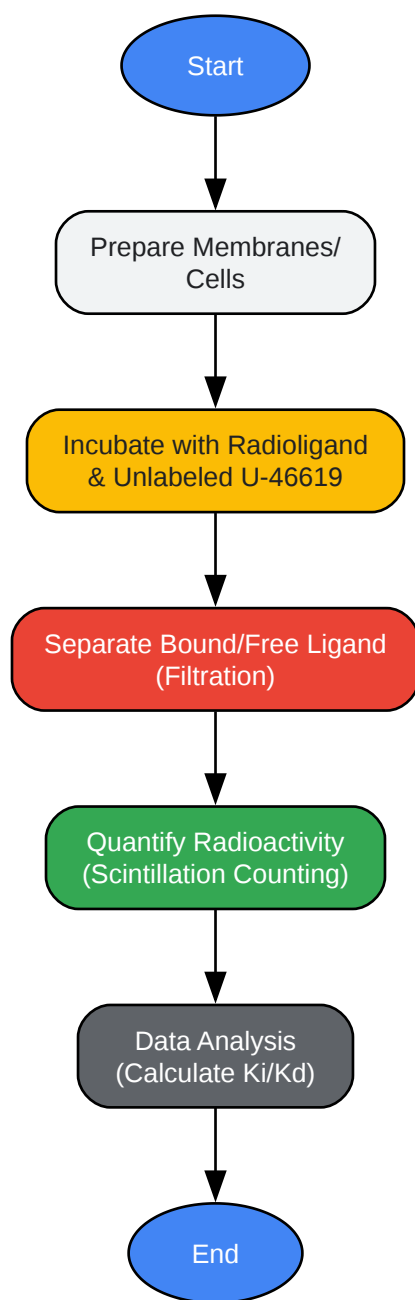 Start
Prepare Membranes/
Cells
Incubate with Radioligand
& Unlabeled U-46619
Separate Bound/Free Ligand
(Filtration)
Quantify Radioactivity
(Scintillation Counting)
Data Analysis
(Calculate Ki/Kd)
End